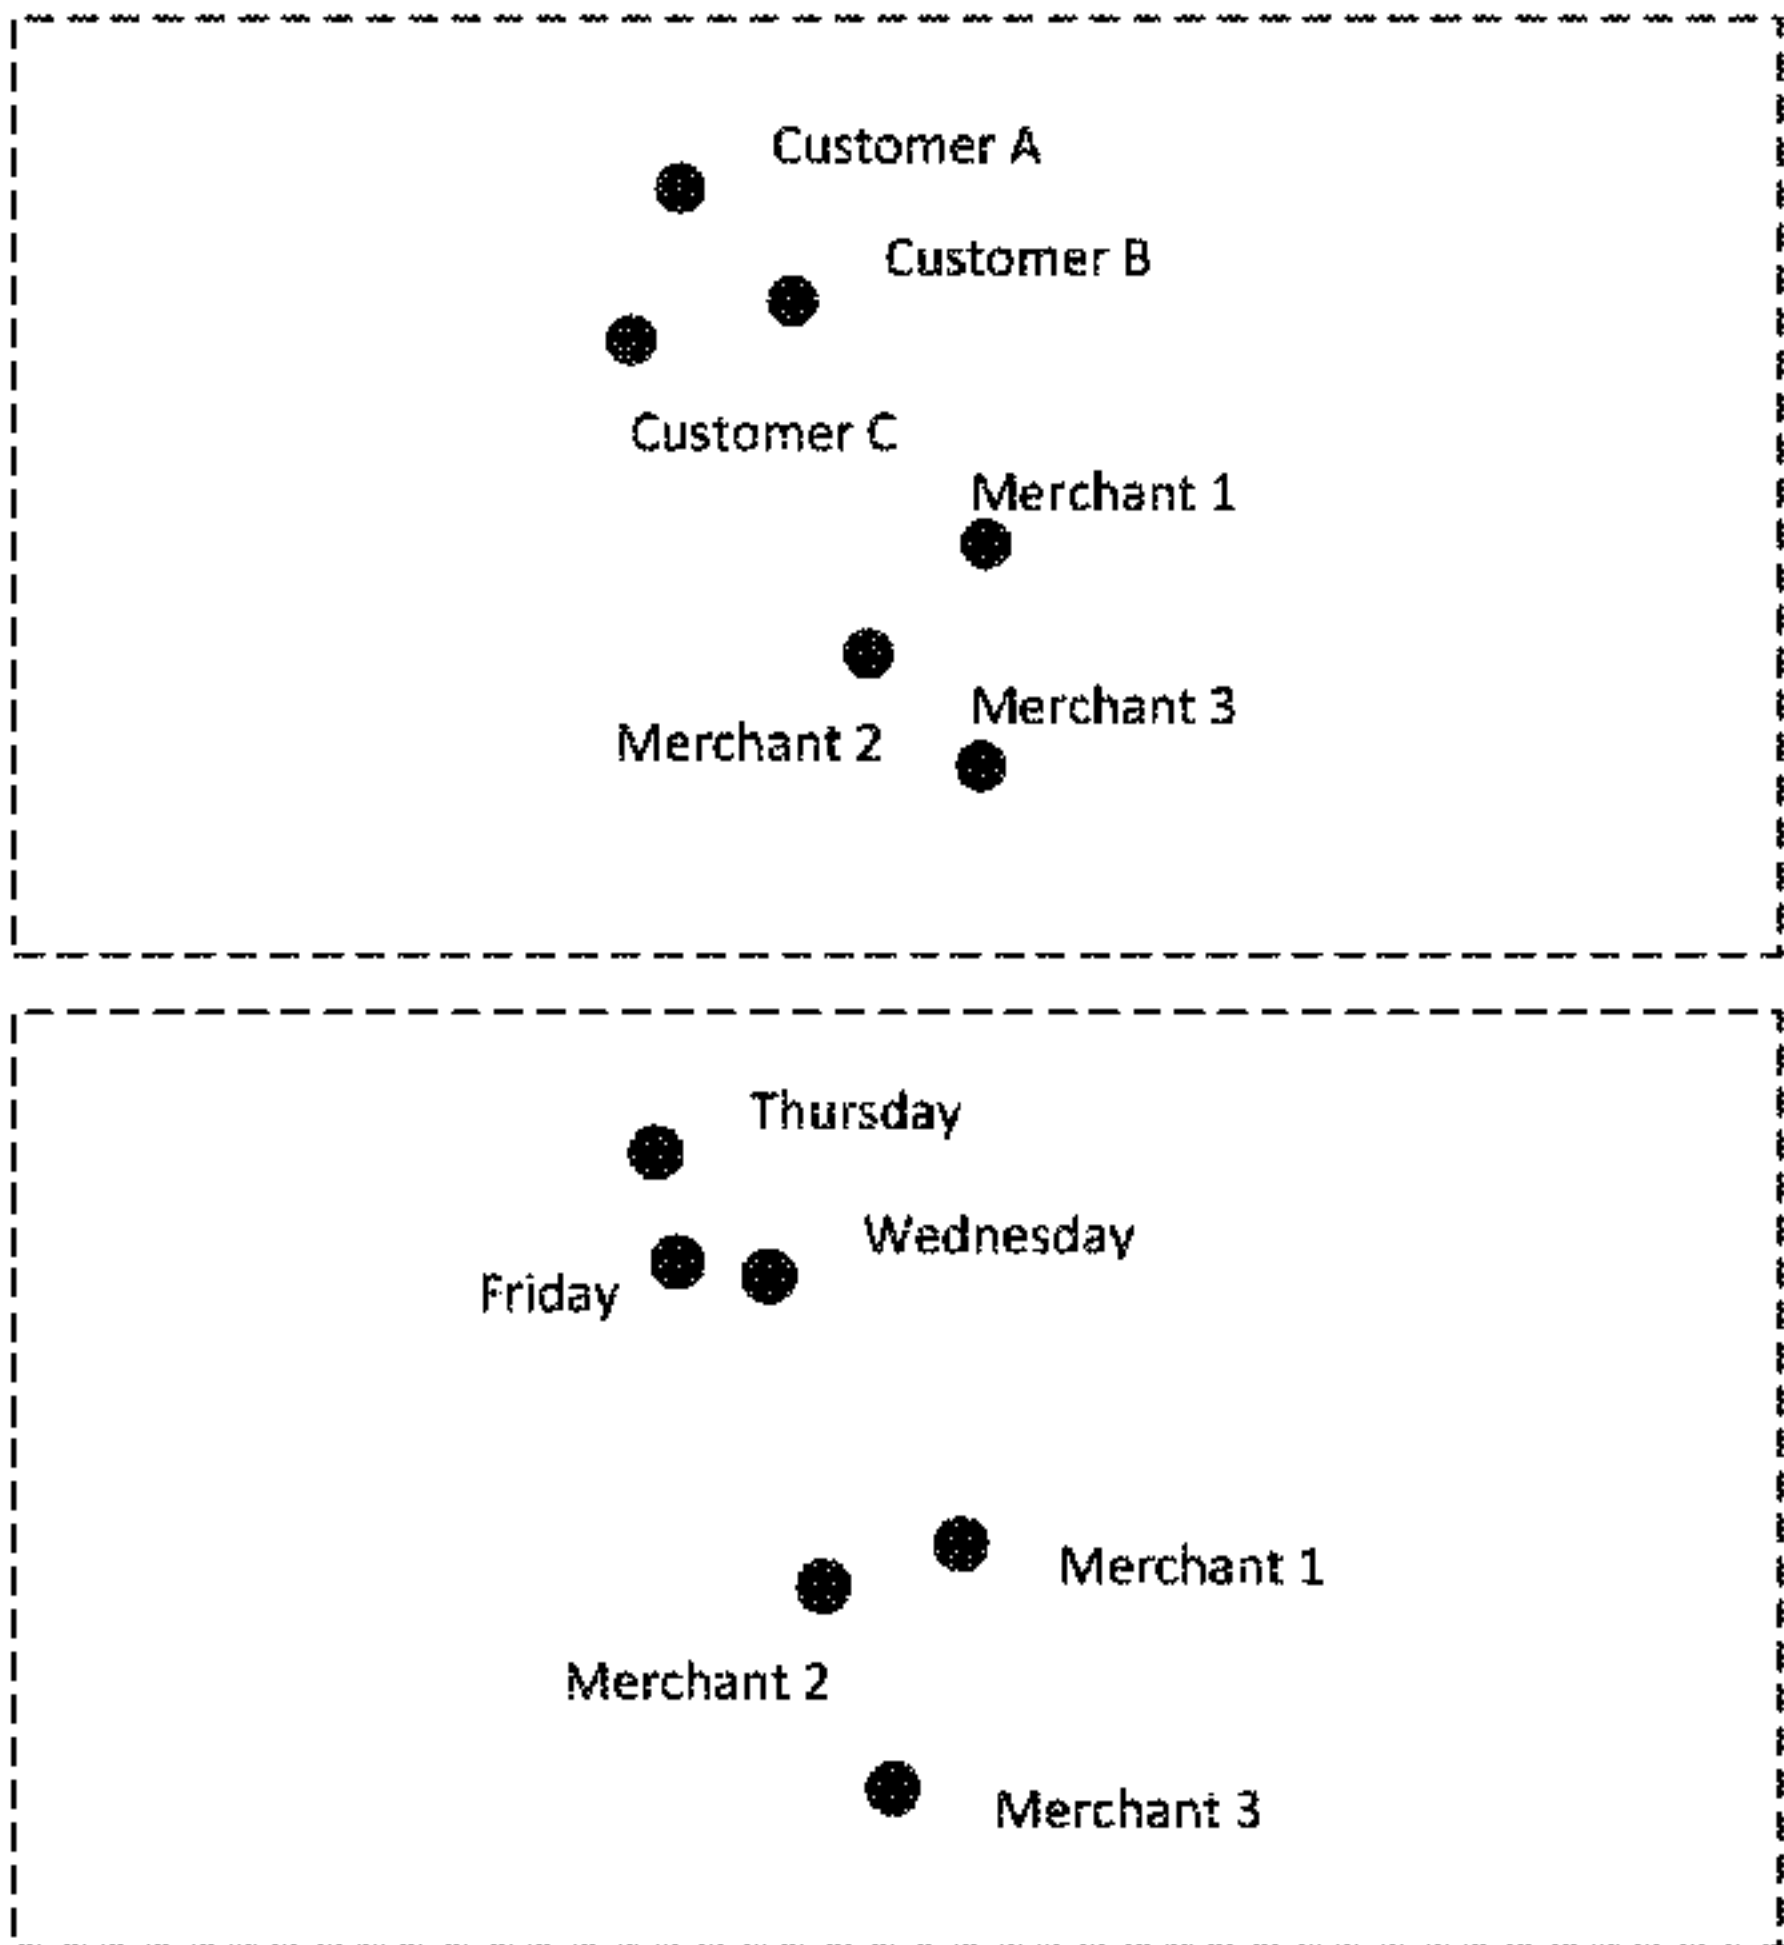 Customer A
Customer B
Customer C
Merchant 1
Merchant 3
Merchant 2
Thursday
Wednesday
Friday
Merchant 1
Merchant 2
Merchant 3